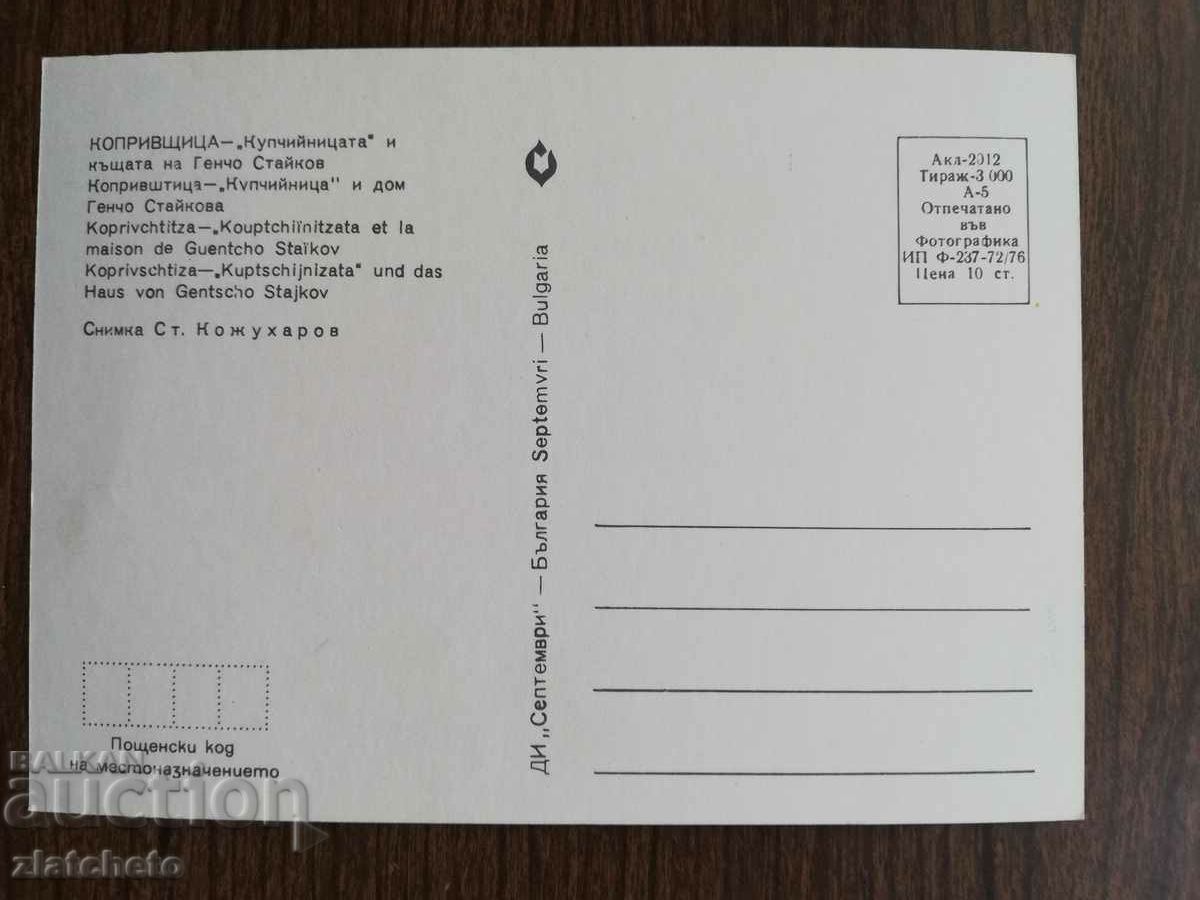 КОПРИВЩИЦА—„Купчийницата" и
къщата на Генчо Стайков
Копривштица—„Купчийница" и дом
Генчо Стайкова
Koprivchtitza—„Kouptchiïnitzata et la
maison de Guentcho Staïkov
Koprivschtiza—„Kuptschijnizata" und das
Haus von Gentscho Stajkov
Снимка Ст. Кожухаров
Пощенски код
на местоназначението
ДИ „Септември" — България Septemvri — Bulgaria
Акл-2012
Тираж-3 000
А-5
Отпечатано
във
Фотографика
ИП Ф-237-72/76
Цена 10 ст.
BALKAN
auction
zlatcheto